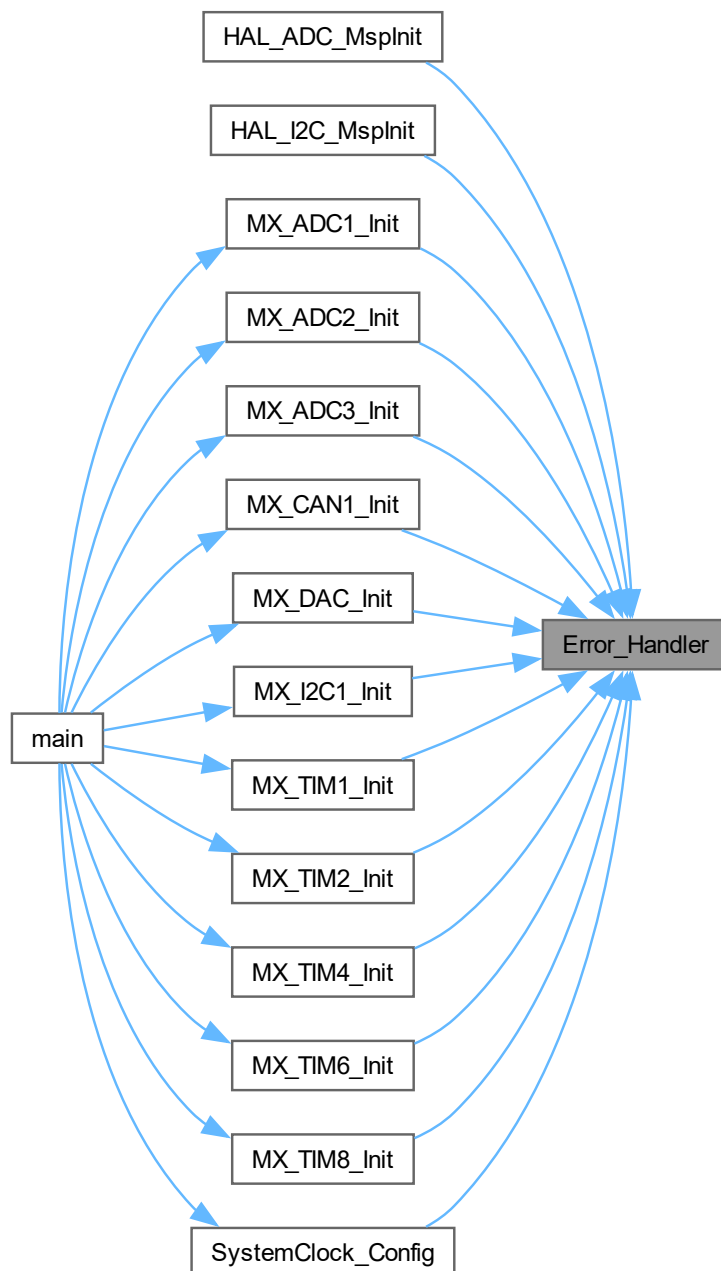 HAL_ADC_MspInit
HAL_I2C_MspInit
MX_ADC1_Init
MX_ADC2_Init
MX_ADC3_Init
MX_CAN1_Init
MX_DAC_Init
Error_Handler
MX_I2C1_Init
main
MX_TIM1_Init
MX_TIM2_Init
MX_TIM4_Init
MX_TIM6_Init
MX_TIM8_Init
SystemClock_Config